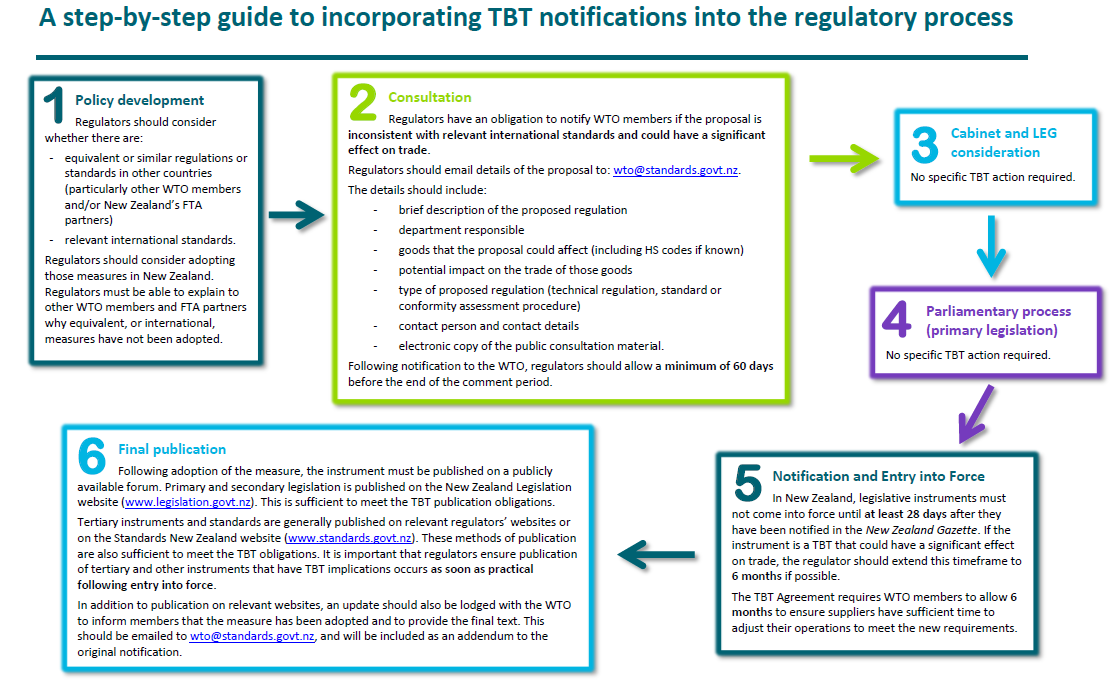 A step-by-step guide to incorporating TBT notifications into the regulatory process
1 Policy development
Regulators should consider
whether there are:
- equivalent or similar regulations or
standards in other countries
(particularly other WTO members
and/or New Zealand's FTA
partners)
- relevant international standards.
Regulators should consider adopting
those measures in New Zealand.
Regulators must be able to explain to
other WTO members and FTA partners
why equivalent, or international,
measures have not been adopted.
2 Consultation
Regulators have an obligation to notify WTO members if the proposal is
inconsistent with relevant international standards and could have a significant
effect on trade.
Regulators should email details of the proposal to: wto@standards.govt.nz.
The details should include:
- brief description of the proposed regulation
- department responsible
- goods that the proposal could affect (including HS codes if known)
- potential impact on the trade of those goods
- type of proposed regulation (technical regulation, standard or
conformity assessment procedure)
- contact person and contact details
- electronic copy of the public consultation material.
Following notification to the WTO, regulators should allow a minimum of 60 days
before the end of the comment period.
3 Cabinet and LEG
consideration
No specific TBT action required.
4 Parliamentary process
(primary legislation)
No specific TBT action required.
5 Notification and Entry into Force
In New Zealand, legislative instruments must
not come into force until at least 28 days after they
have been notified in the New Zealand Gazette. If the
instrument is a TBT that could have a significant effect
on trade, the regulator should extend this timeframe to
6 months if possible.
The TBT Agreement requires WTO members to allow 6
months to ensure suppliers have sufficient time to
adjust their operations to meet the new requirements.
6 Final publication
Following adoption of the measure, the instrument must be published on a publicly
available forum. Primary and secondary legislation is published on the New Zealand Legislation
website (www.legislation.govt.nz). This is sufficient to meet the TBT publication obligations.
Tertiary instruments and standards are generally published on relevant regulators' websites or
on the Standards New Zealand website (www.standards.govt.nz). These methods of publication
are also sufficient to meet the TBT obligations. It is important that regulators ensure publication
of tertiary and other instruments that have TBT implications occurs as soon as practical
following entry into force.
In addition to publication on relevant websites, an update should also be lodged with the WTO
to inform members that the measure has been adopted and to provide the final text. This
should be emailed to wto@standards.govt.nz, and will be included as an addendum to the
original notification.